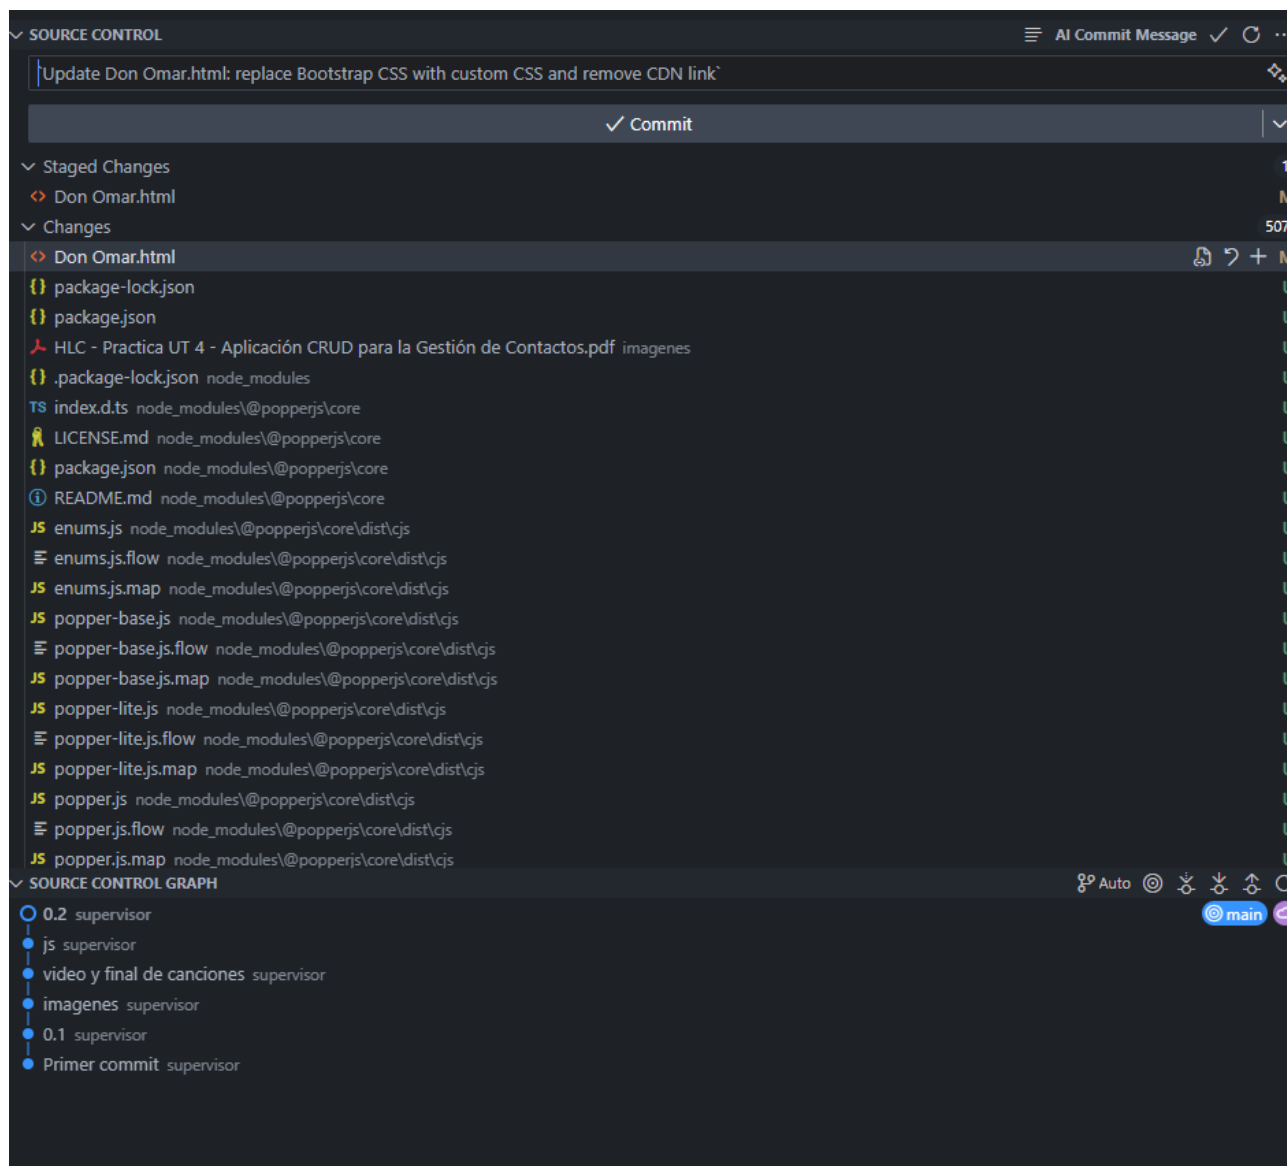 SOURCE CONTROL AI Commit Message
`Update Don Omar.html: replace Bootstrap CSS with custom CSS and remove CDN link`
Commit
Staged Changes 1
Don Omar.html M
Changes 507
Don Omar.html M
{} package-lock.json U
{} package.json U
HLC - Practica UT 4 - Aplicación CRUD para la Gestión de Contactos.pdf imagenes U
{} .package-lock.json node_modules U
TS index.d.ts node_modules\@popperjs\core U
LICENSE.md node_modules\@popperjs\core U
{} package.json node_modules\@popperjs\core U
README.md node_modules\@popperjs\core U
JS enums.js node_modules\@popperjs\core\dist\cjs U
enums.js.flow node_modules\@popperjs\core\dist\cjs U
JS enums.js.map node_modules\@popperjs\core\dist\cjs U
JS popper-base.js node_modules\@popperjs\core\dist\cjs U
popper-base.js.flow node_modules\@popperjs\core\dist\cjs U
JS popper-base.js.map node_modules\@popperjs\core\dist\cjs U
JS popper-lite.js node_modules\@popperjs\core\dist\cjs U
popper-lite.js.flow node_modules\@popperjs\core\dist\cjs U
JS popper-lite.js.map node_modules\@popperjs\core\dist\cjs U
JS popper.js node_modules\@popperjs\core\dist\cjs U
popper.js.flow node_modules\@popperjs\core\dist\cjs U
JS popper.js.map node_modules\@popperjs\core\dist\cjs U
SOURCE CONTROL GRAPH Auto
0.2 supervisor main
js supervisor
video y final de canciones supervisor
imagenes supervisor
0.1 supervisor
Primer commit supervisor